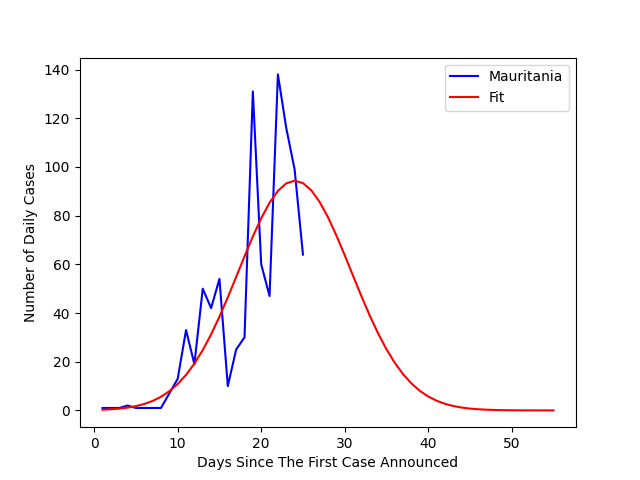 Mauritania
Fit
140
120
100
80
60
40
20
0
Number of Daily Cases
0 10 20 30 40 50
Days Since The First Case Announced